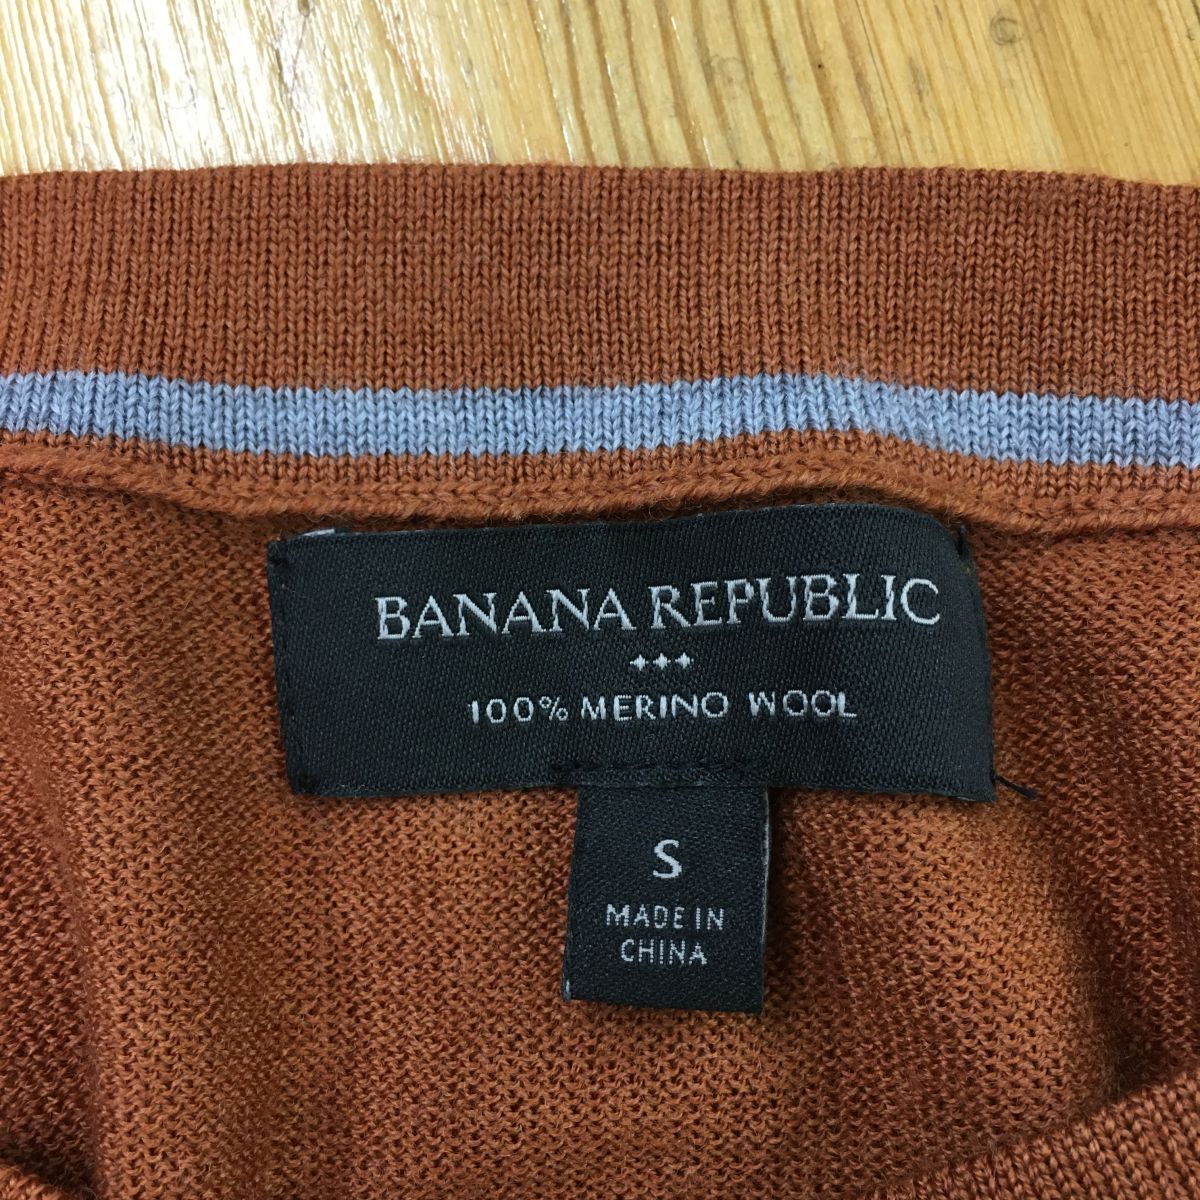 BANANA REPUBLIC
100% MERINO WOOL
S
MADE IN
CHINA